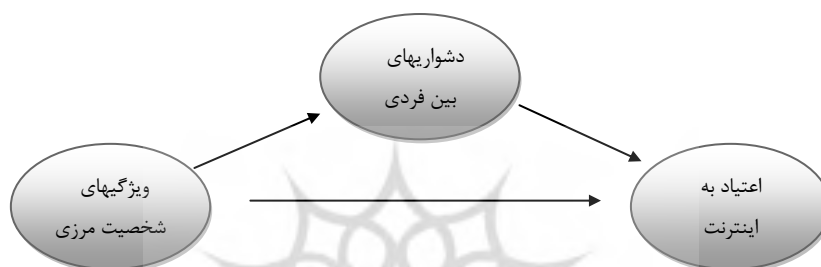 دشواریهای
بین فردی
ویژگیهای
شخصیت مرزی
اعتیاد به
اینترنت